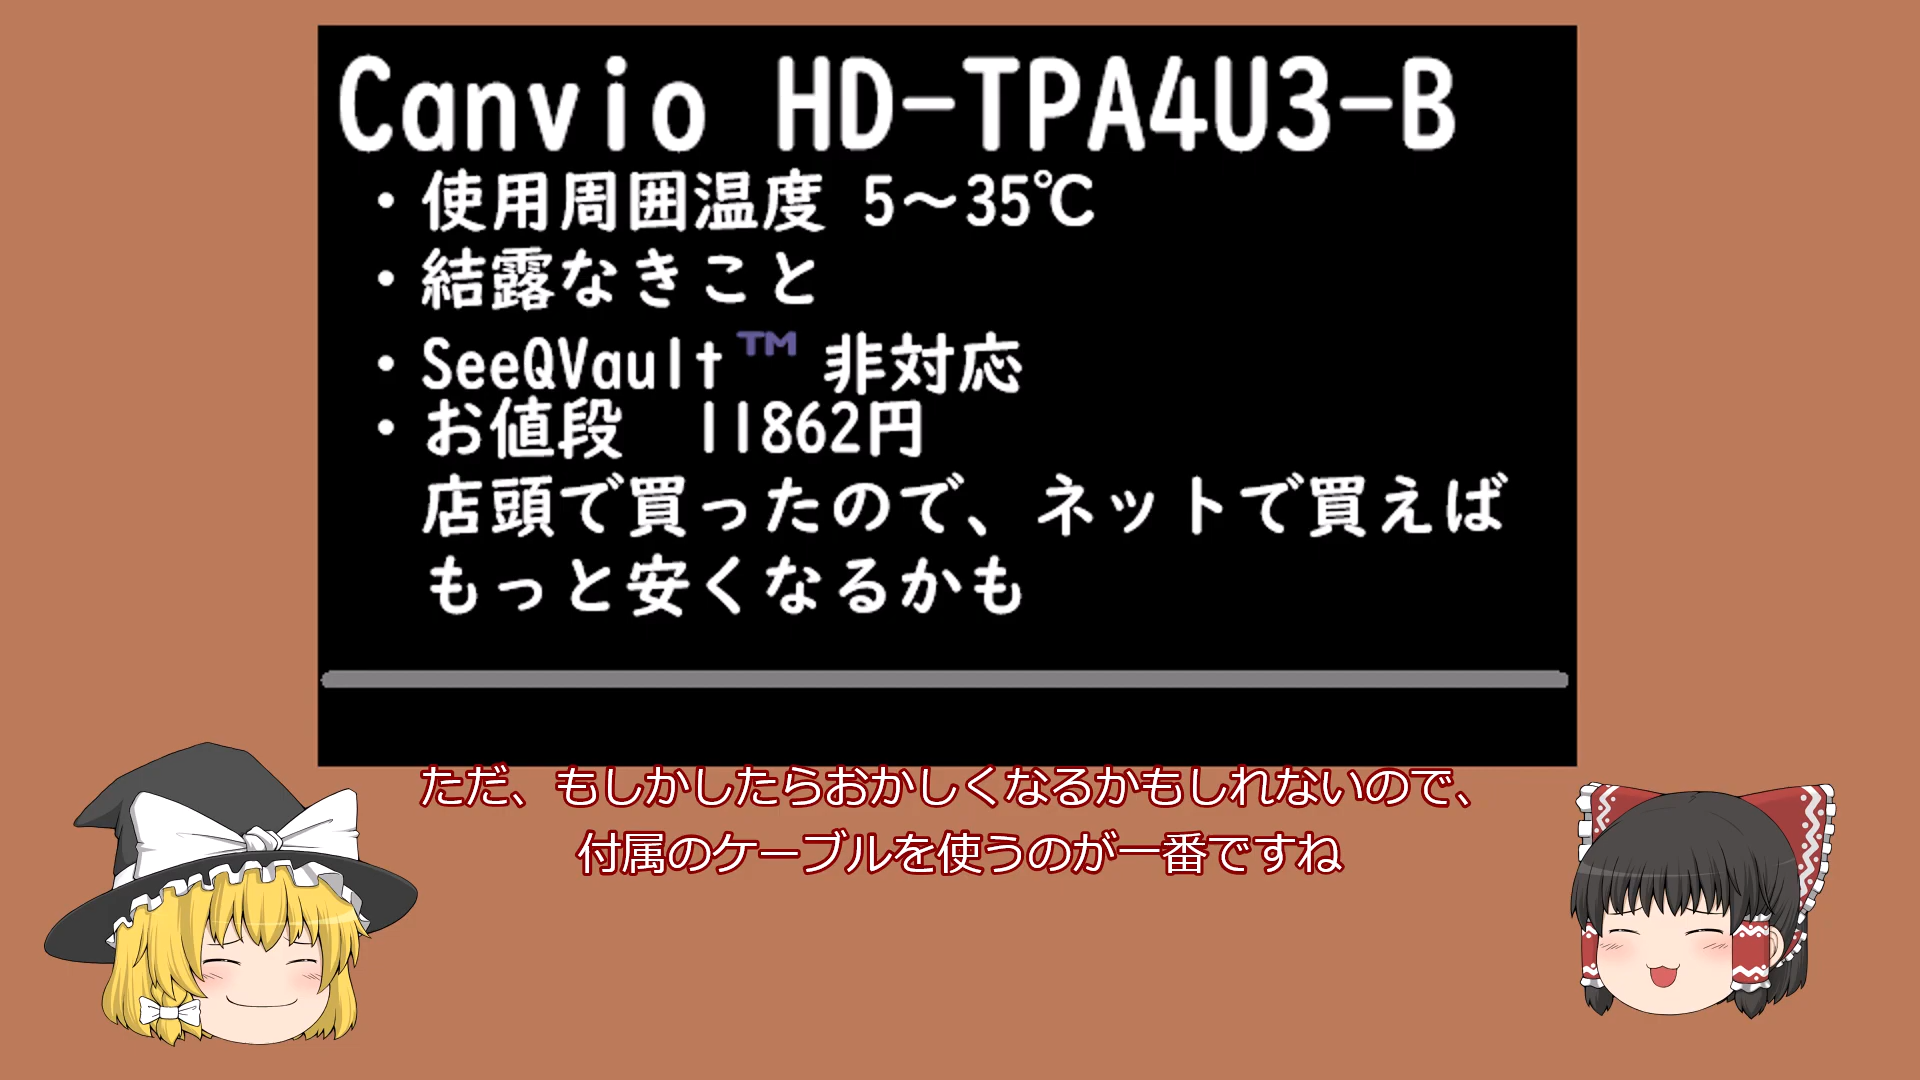 Canvio HD-TPA4U3-B
・使用周囲温度 5～35℃
・結露なきこと
・SeeQVault™ 非対応
・お値段　11862円
店頭で買ったので、ネットで買えば
もっと安くなるかも
ただ、もしかしたらおかしくなるかもしれないので、
付属のケーブルを使うのが一番ですね